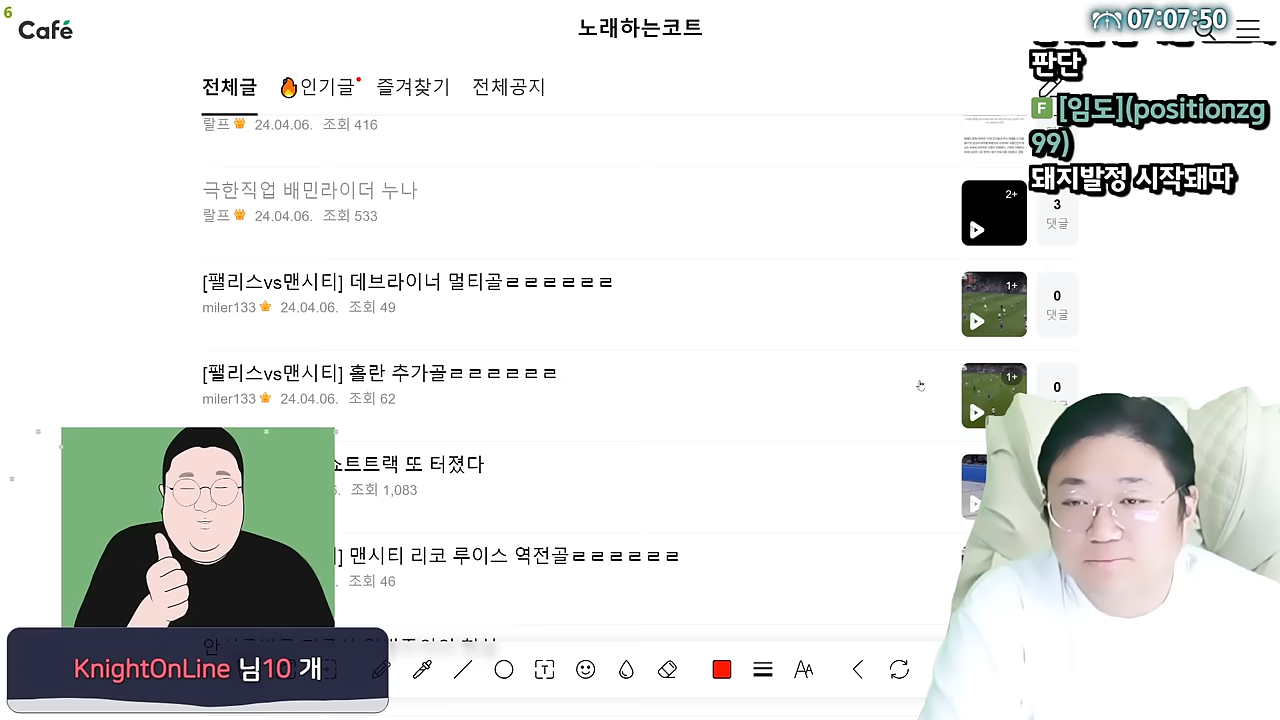 6
Café
노래하는코트
07:07:50
전체글 인기글 즐겨찾기 전체공지
판단
F [임도](positionzg
99)
돼지발정 시작돼따
랄프 24.04.06. 조회 416
극한직업 배민라이더 누나
랄프 24.04.06. 조회 533
2+
3
댓글
[팰리스vs맨시티] 데브라이너 멀티골ㄹㄹㄹㄹㄹㄹ
miler133 24.04.06. 조회 49
1+
0
댓글
[팰리스vs맨시티] 홀란 추가골ㄹㄹㄹㄹㄹㄹ
miler133 24.04.06. 조회 62
1+
0
쇼트트랙 또 터졌다
조회 1,083
] 맨시티 리코 루이스 역전골ㄹㄹㄹㄹㄹㄹ
조회 46
KnightOnLine 님10 개
T
AA